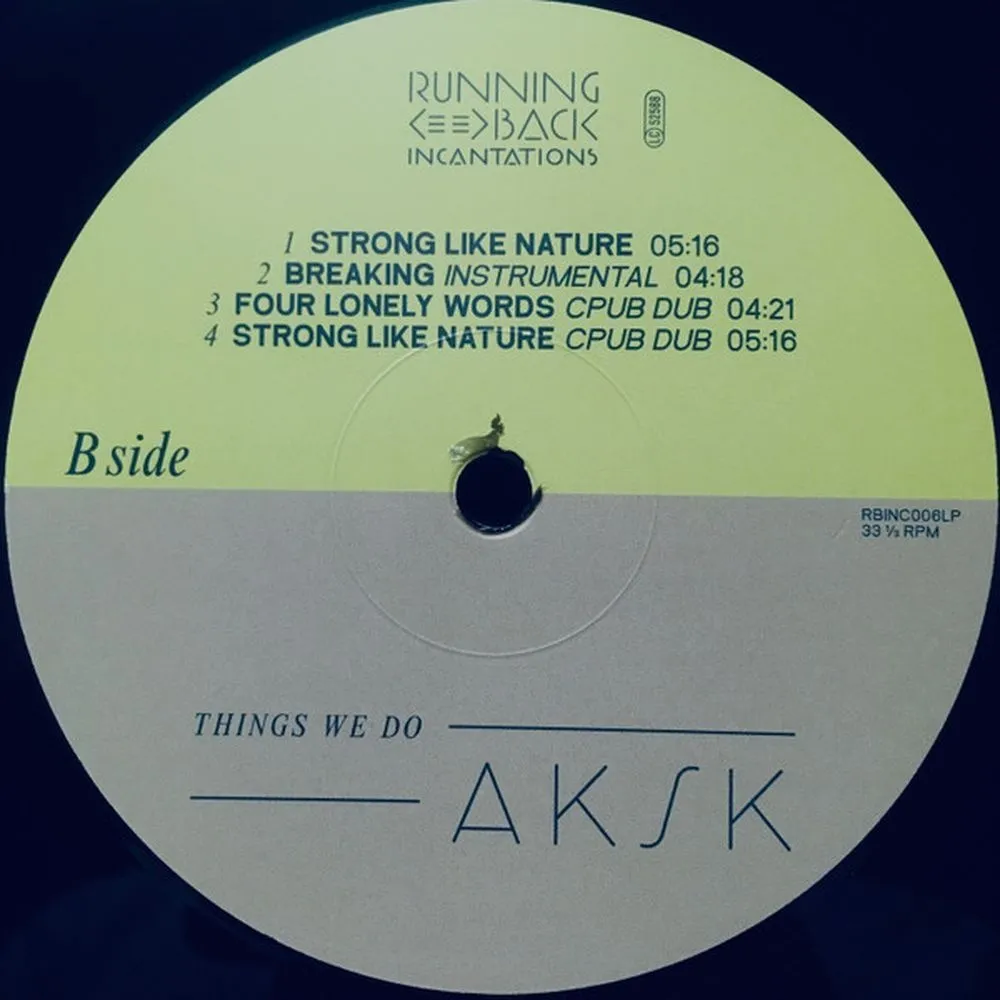 RUNNING
BACK
INCANTATIONS
LC 52588
1 STRONG LIKE NATURE 05:16
2 BREAKING INSTRUMENTAL 04:18
3 FOUR LONELY WORDS CPUB DUB 04:21
4 STRONG LIKE NATURE CPUB DUB 05:16
B side
RBINC006LP
33 ⅓ RPM
THINGS WE DO
AKSK